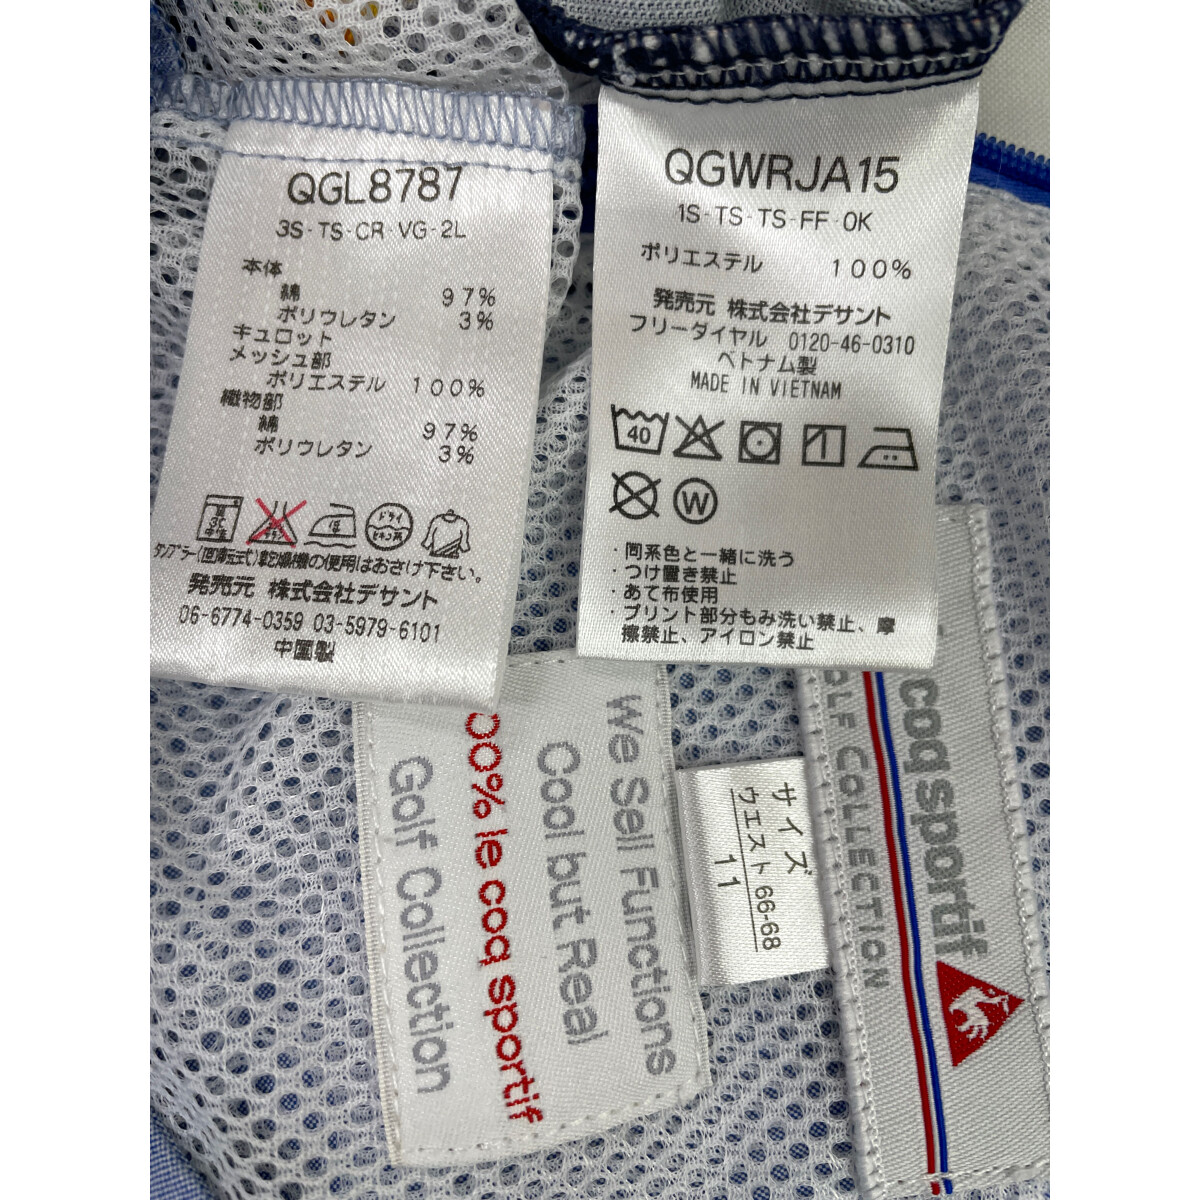 QGL8787
3S-TS-CR VG-2L
本体
綿 97%
ポリウレタン 3%
キュロット
メッシュ部
ポリエステル 100%
織物部
綿 97%
ポリウレタン 3%
ドライ
タンブラー(回転式)乾燥機の使用はおさけ下さい。
発売元 株式会社デサント
06-6774-0359 03-5979-6101
中国製
QGWRJA15
1S-TS-TS-FF-OK
ポリエステル 100%
発売元 株式会社デサント
フリーダイヤル 0120-46-0310
ベトナム製
MADE IN VIETNAM
40
W
・同系色と一緒に洗う
・つけ置き禁止
・あて布使用
・プリント部分もみ洗い禁止、摩
擦禁止、アイロン禁止
We Sell Functions
Cool but Real
00% le coq sportif
Golf Collection
サイズ
ウエスト 66-68
11
coq sportif
OLF COLLECTION